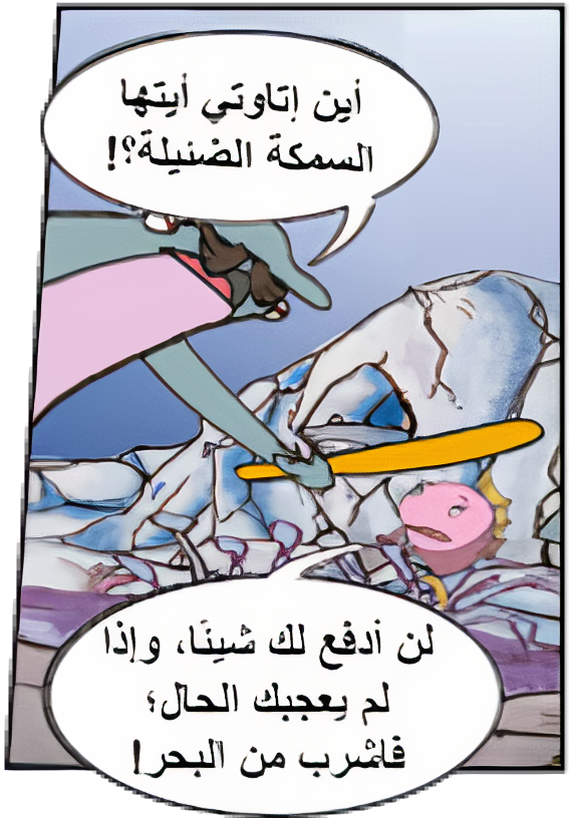 أين إتاوتي أيتها
السمكة الضئيلة؟!
لن أدفع لك شيئًا، وإذا
لم يعجبك الحال؛
فاشرب من البحر!